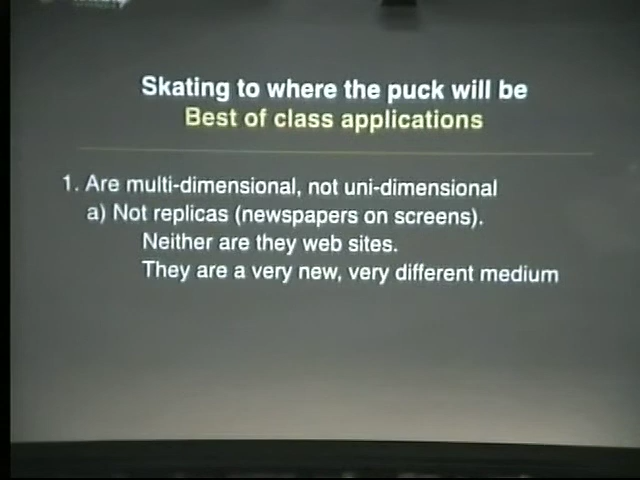 Skating to where the puck will be
Best of class applications
1. Are multi-dimensional, not uni-dimensional
a) Not replicas (newspapers on screens).
Neither are they web sites.
They are a very new, very different medium